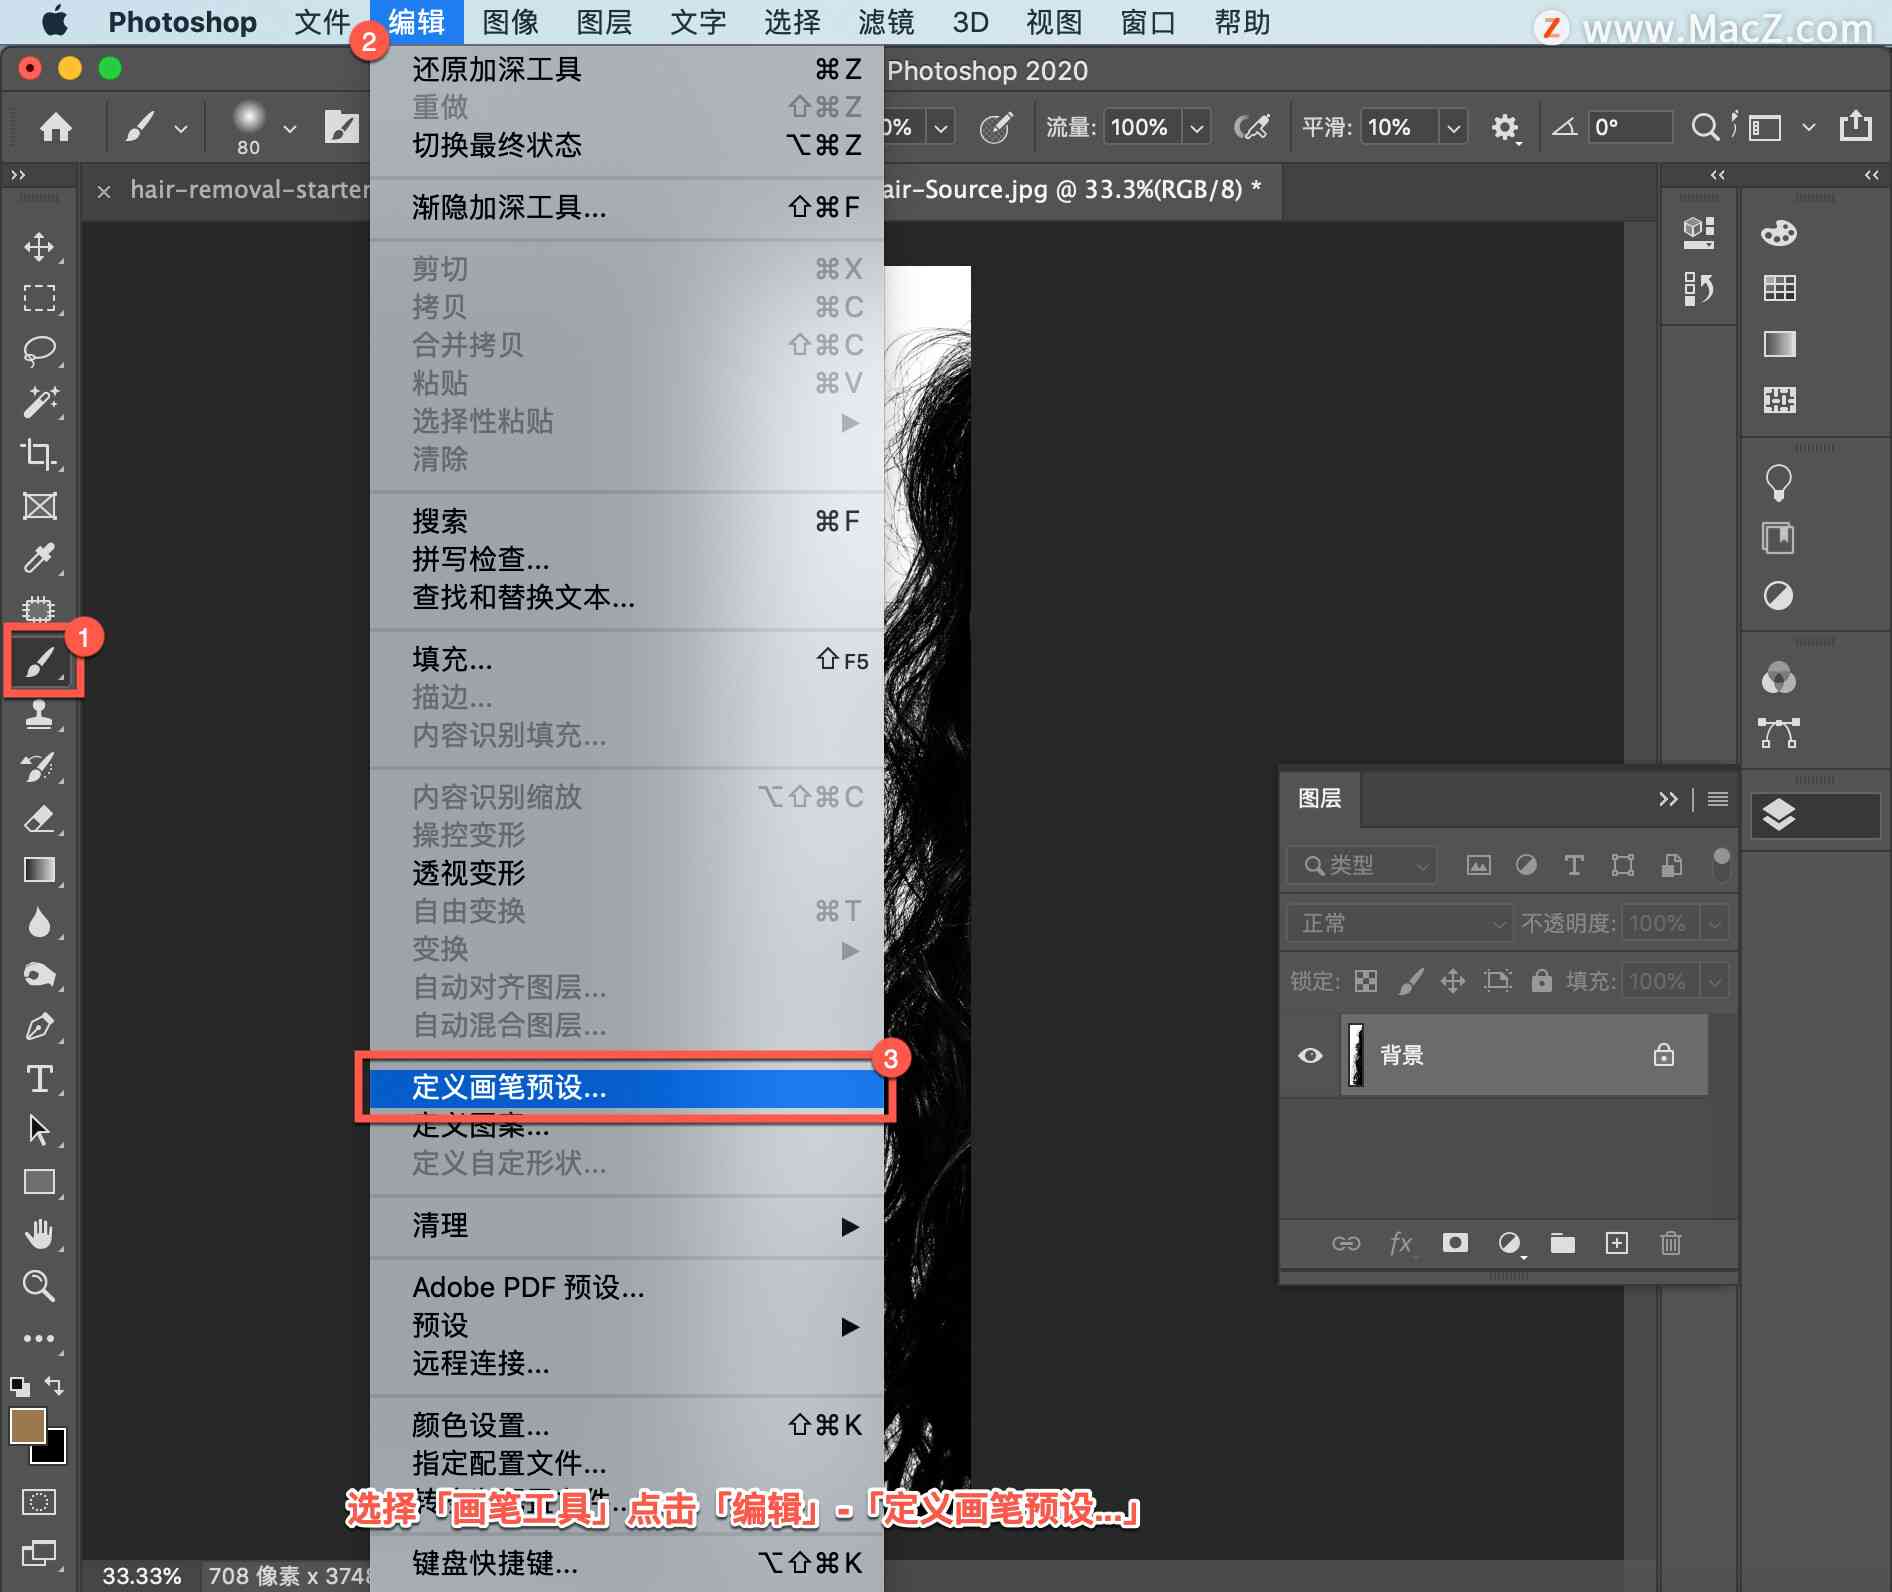 Photoshop 文件 编辑 图像 图层 文字 选择 滤镜 3D 视图 窗口 帮助
Z www.MacZ.com
2
Photoshop 2020
80
0%
流量: 100%
平滑: 10%
0°
× hair-removal-starter
air-Source.jpg @ 33.3%(RGB/8) *
还原加深工具 ⌘Z
重做 ⇧⌘Z
切换最终状态 ⌥⌘Z
渐隐加深工具... ⇧⌘F
剪切 ⌘X
拷贝 ⌘C
合并拷贝 ⇧⌘C
粘贴 ⌘V
选择性粘贴 ▶
清除
搜索 ⌘F
拼写检查...
查找和替换文本...
1
填充... ⇧F5
描边...
内容识别填充...
内容识别缩放 ⌥⇧⌘C
操控变形
透视变形
自由变换 ⌘T
变换 ▶
自动对齐图层...
自动混合图层...
3
定义画笔预设...
定义图案...
定义自定形状...
清理 ▶
Adobe PDF 预设...
预设 ▶
远程连接...
颜色设置... ⇧⌘K
指定配置文件...
选择「画笔工具」点击「编辑」-「定义画笔预设...」
键盘快捷键... ⌥⇧⌘K
图层
类型
正常 不透明度: 100%
锁定: 填充: 100%
背景
fx
33.33% 708 像素 x 3748